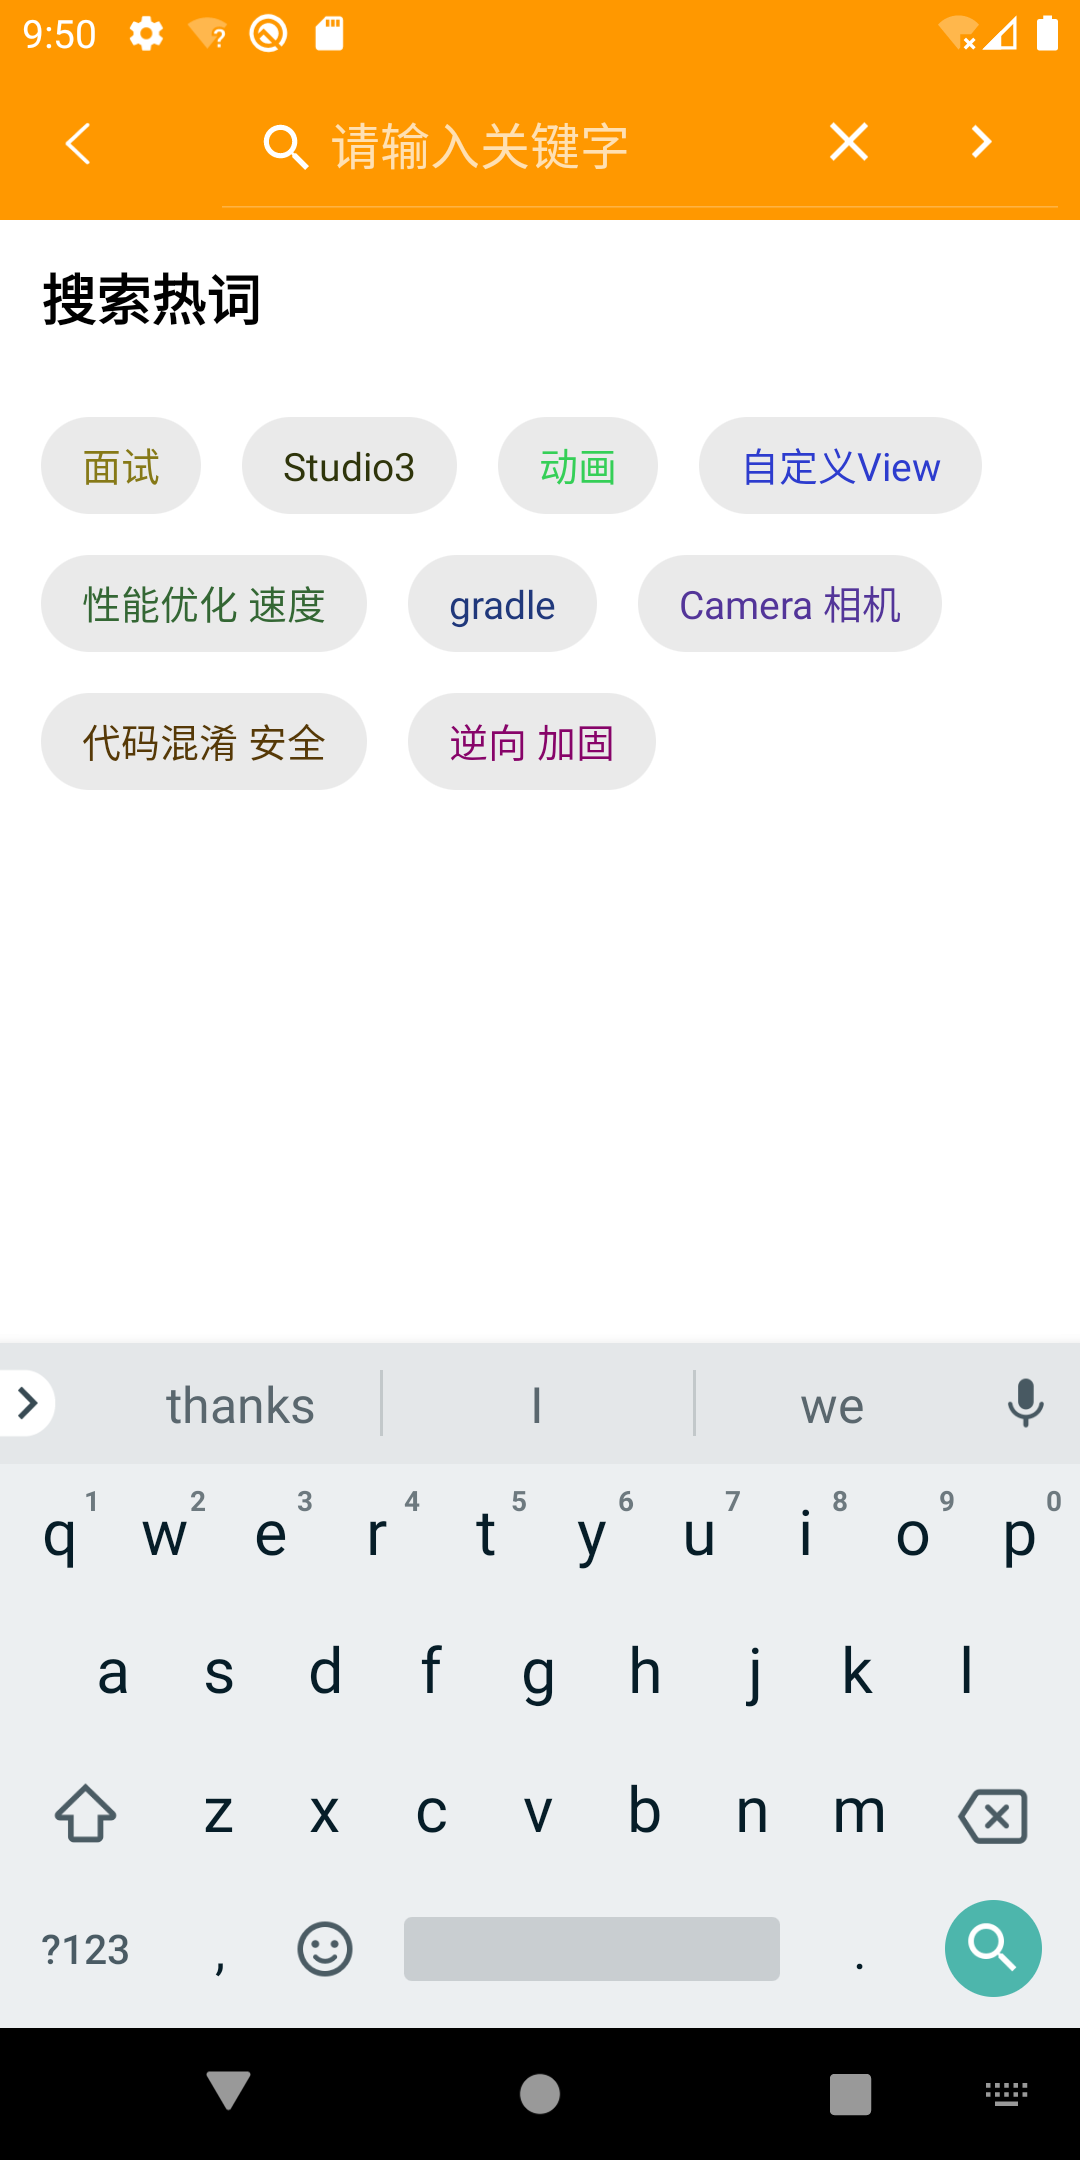 9:50
请输入关键字
搜索热词
面试 Studio3 动画 自定义View
性能优化 速度 gradle Camera 相机
代码混淆 安全 逆向 加固
thanks I we
q 1 w 2 e 3 r 4 t 5 y 6 u 7 i 8 o 9 p 0
a s d f g h j k l
z x c v b n m
?123 , .